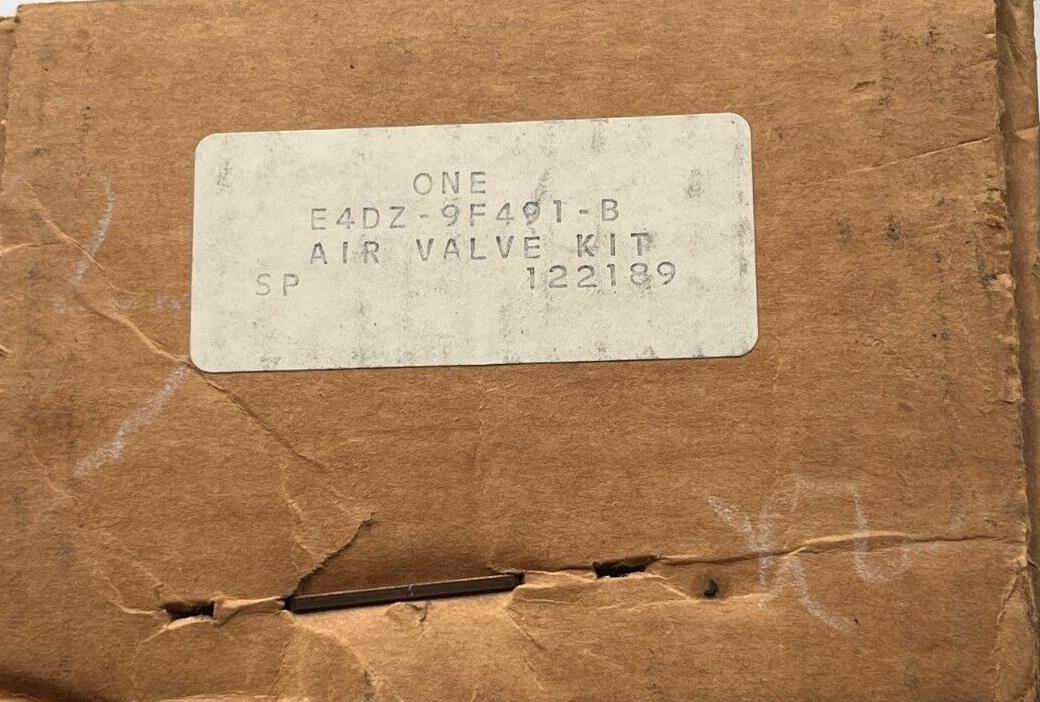 ONE
E4DZ-9F491-B
AIR VALVE KIT
SP 122189